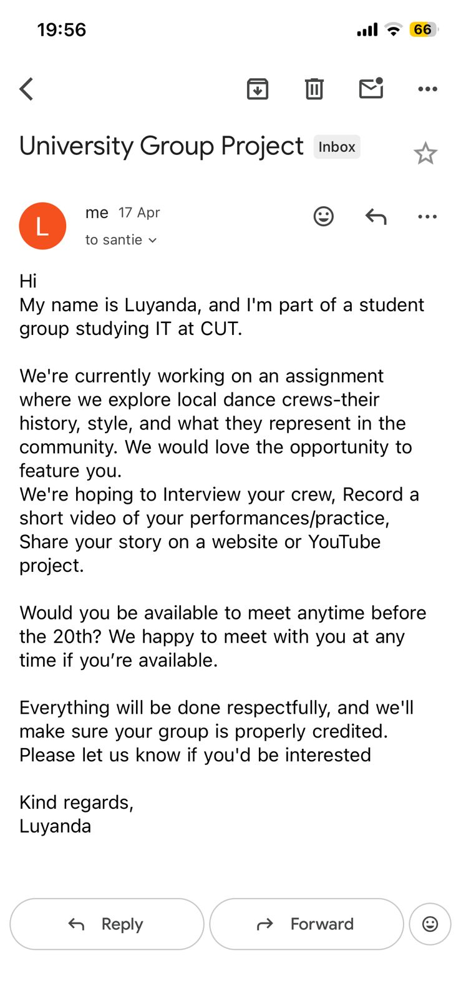 19:56
66
University Group Project Inbox
L
me 17 Apr
to santie
Hi
My name is Luyanda, and I'm part of a student
group studying IT at CUT.
We're currently working on an assignment
where we explore local dance crews-their
history, style, and what they represent in the
community. We would love the opportunity to
feature you.
We're hoping to Interview your crew, Record a
short video of your performances/practice,
Share your story on a website or YouTube
project.
Would you be available to meet anytime before
the 20th? We happy to meet with you at any
time if you’re available.
Everything will be done respectfully, and we'll
make sure your group is properly credited.
Please let us know if you'd be interested
Kind regards,
Luyanda
Reply
Forward